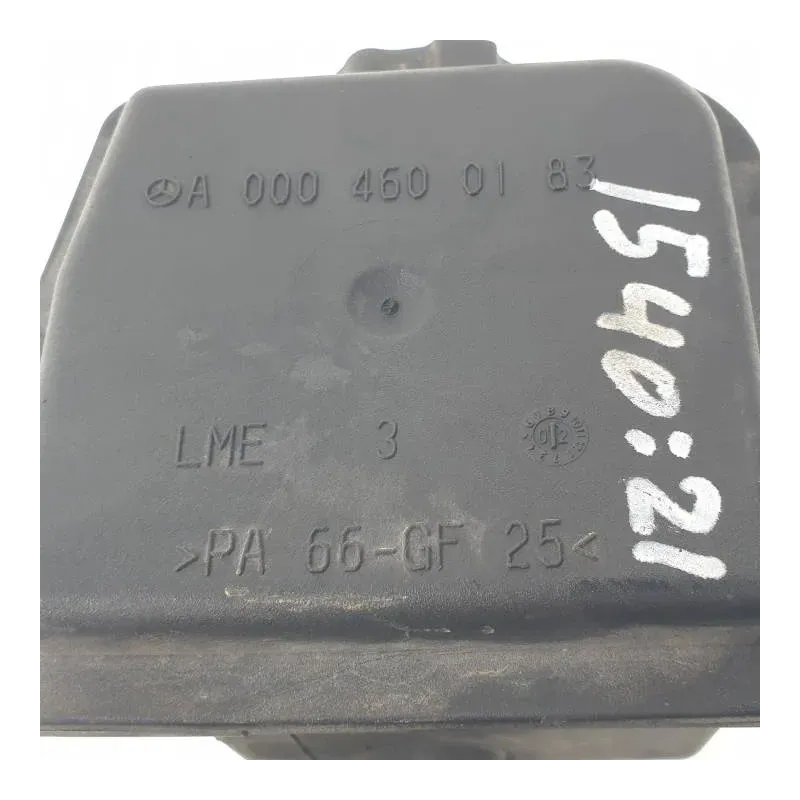 A 000 460 01 83
LME 3
>PA 66-GF 25<
1540:21